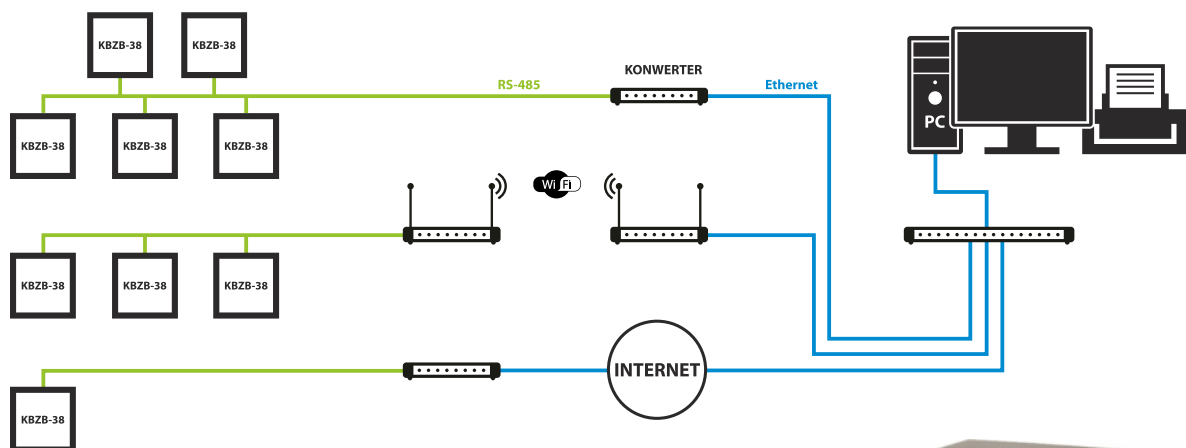 KBZB-38
KBZB-38
RS-485
KONWERTER
Ethernet
PC
KBZB-38
KBZB-38
KBZB-38
Wi Fi
KBZB-38
KBZB-38
KBZB-38
INTERNET
KBZB-38